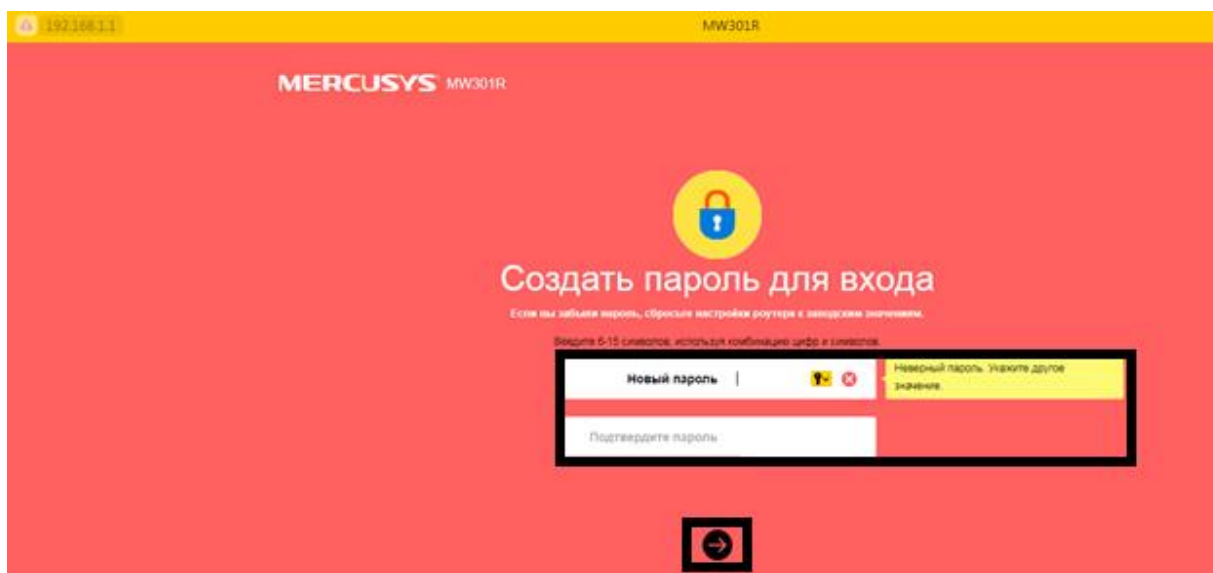 192.168.1.1
MW301R
MERCUSYS MW301R
Создать пароль для входа
Если вы забыли пароль, сбросьте настройки роутера к заводским значениям.
Введите 6-15 символов, используя комбинацию цифр и символов.
Новый пароль
Неверный пароль. Укажите другое
значение.
Подтвердите пароль